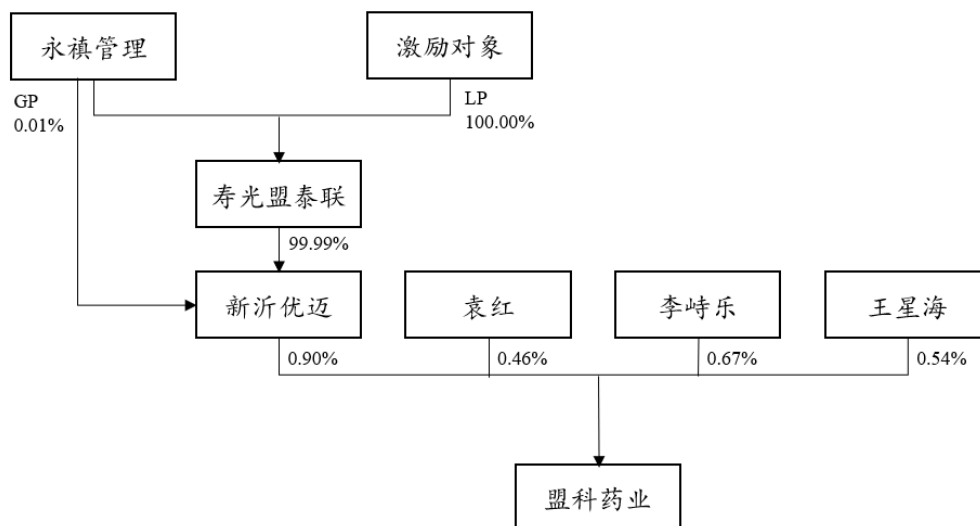 永禛管理
激励对象
GP
0.01%
LP
100.00%
寿光盟泰联
99.99%
新沂优迈
袁红
李峙乐
王星海
0.90%
0.46%
0.67%
0.54%
盟科药业